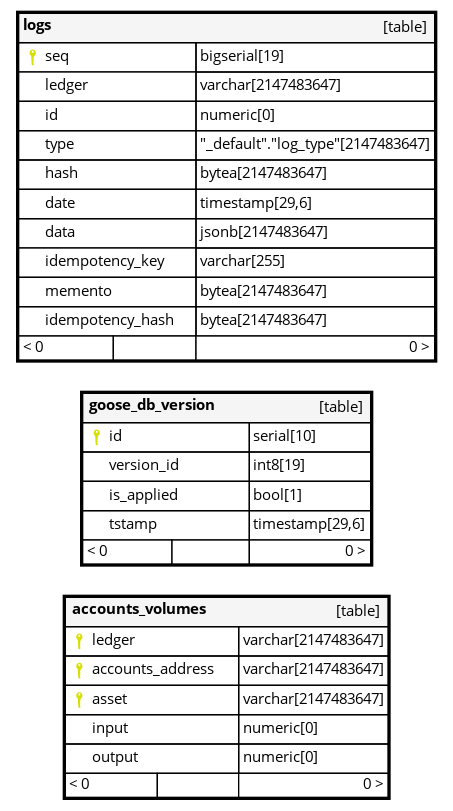 logs [table]
seq bigserial[19]
ledger varchar[2147483647]
id numeric[0]
type "_default"."log_type"[2147483647]
hash bytea[2147483647]
date timestamp[29,6]
data jsonb[2147483647]
idempotency_key varchar[255]
memento bytea[2147483647]
idempotency_hash bytea[2147483647]
< 0 0 >
goose_db_version [table]
id serial[10]
version_id int8[19]
is_applied bool[1]
tstamp timestamp[29,6]
< 0 0 >
accounts_volumes [table]
ledger varchar[2147483647]
accounts_address varchar[2147483647]
asset varchar[2147483647]
input numeric[0]
output numeric[0]
< 0 0 >